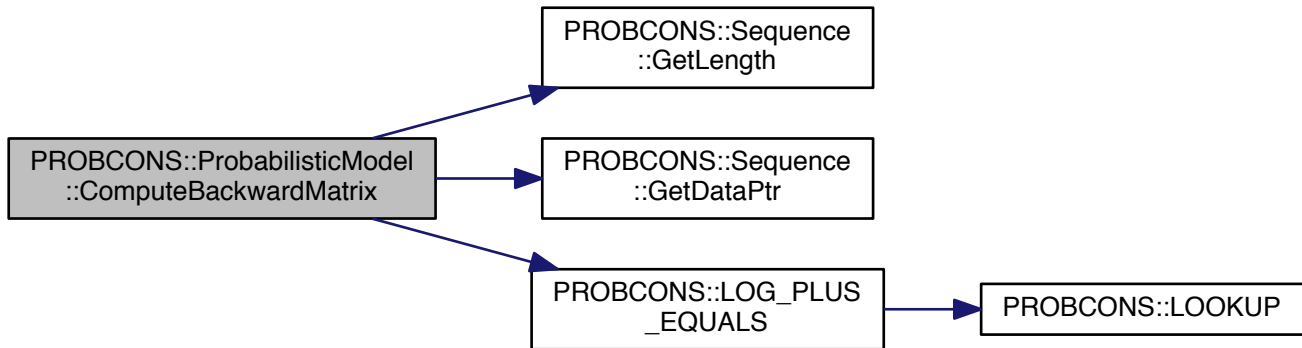 PROBCONS::Sequence
::GetLength
PROBCONS::ProbabilisticModel
::ComputeBackwardMatrix
PROBCONS::Sequence
::GetDataPtr
PROBCONS::LOG_PLUS
_EQUALS
PROBCONS::LOOKUP